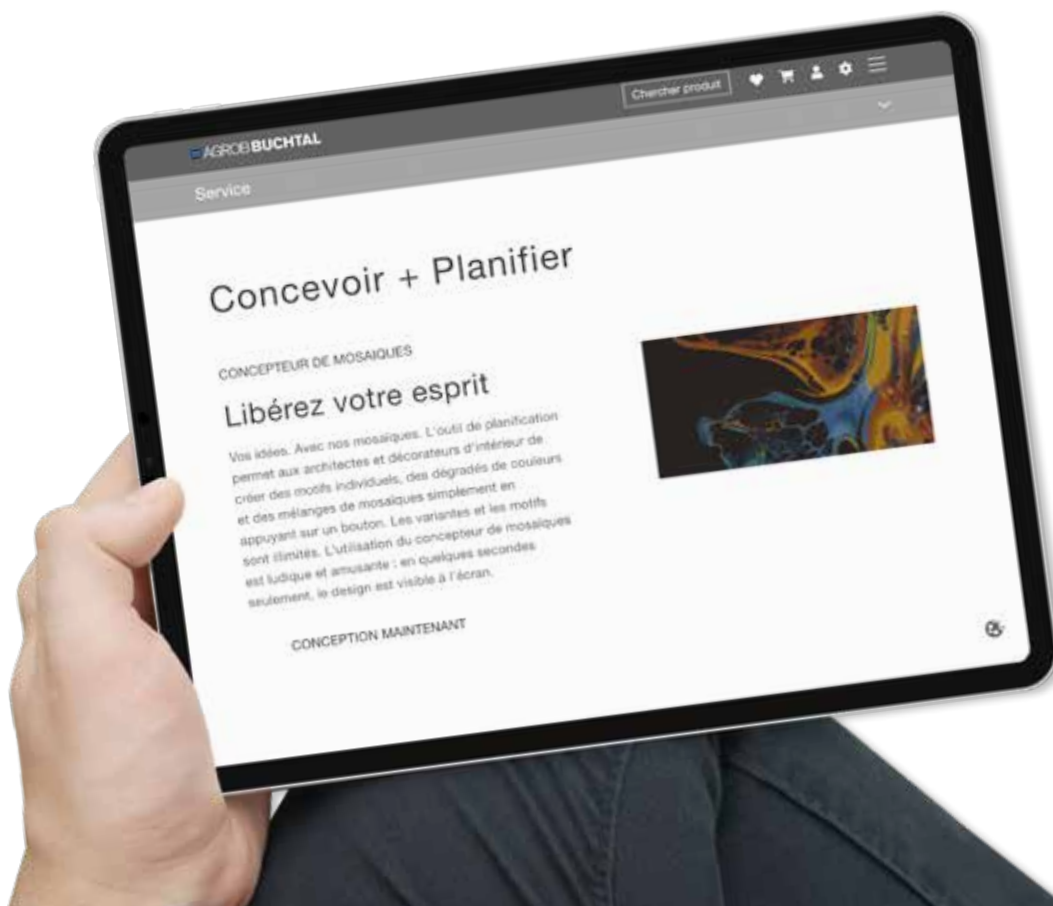 Chercher produit
AGROB BUCHTAL
Service
Concevoir + Planifier
CONCEPTEUR DE MOSAIQUES
Libérez votre esprit
Vos idées. Avec nos mosaïques. L'outil de planification
permet aux architectes et décorateurs d'intérieur de
créer des motifs individuels, des dégradés de couleurs
et des mélanges de mosaïques simplement en
appuyant sur un bouton. Les variantes et les motifs
sont illimités. L'utilisation du concepteur de mosaïques
est ludique et amusante : en quelques secondes
seulement, le design est visible à l'écran.
CONCEPTION MAINTENANT